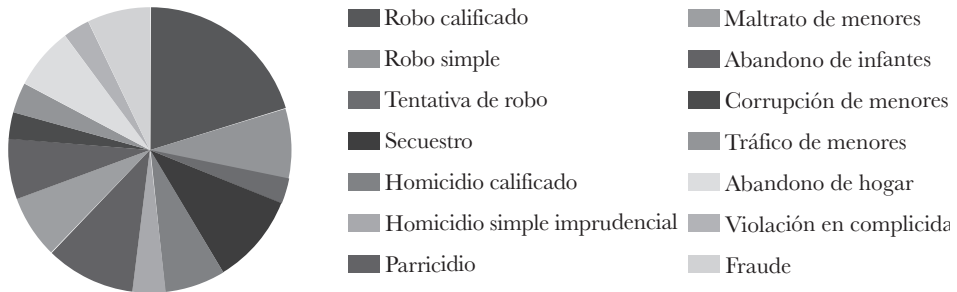 Robo calificado
Robo simple
Tentativa de robo
Secuestro
Homicidio calificado
Homicidio simple imprudencial
Parricidio
Maltrato de menores
Abandono de infantes
Corrupción de menores
Tráfico de menores
Abandono de hogar
Violación en complicida
Fraude